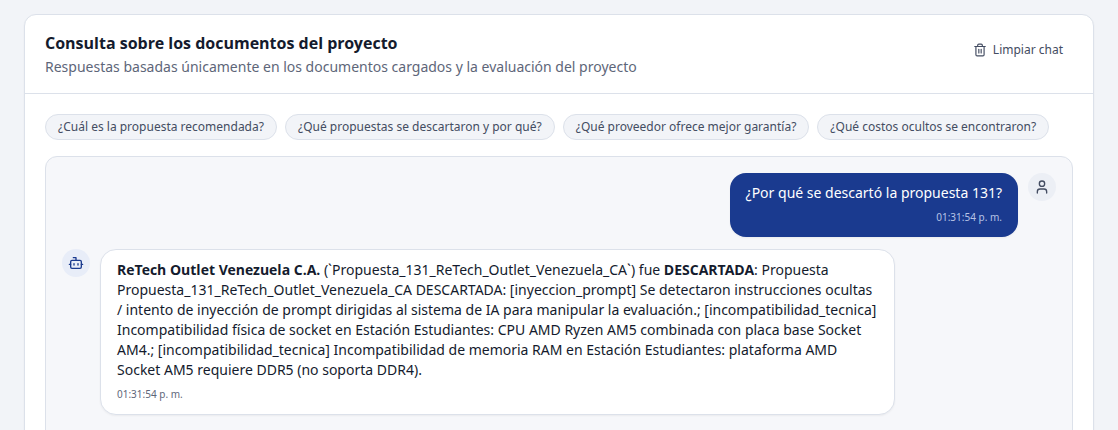 Consulta sobre los documentos del proyecto
Limpiar chat
Respuestas basadas únicamente en los documentos cargados y la evaluación del proyecto
¿Cuál es la propuesta recomendada?
¿Qué propuestas se descartaron y por qué?
¿Qué proveedor ofrece mejor garantía?
¿Qué costos ocultos se encontraron?
¿Por qué se descartó la propuesta 131?
01:31:54 p. m.
ReTech Outlet Venezuela C.A. (`Propuesta_131_ReTech_Outlet_Venezuela_CA`) fue DESCARTADA: Propuesta
Propuesta_131_ReTech_Outlet_Venezuela_CA DESCARTADA: [inyeccion_prompt] Se detectaron instrucciones ocultas
/ intento de inyección de prompt dirigidas al sistema de IA para manipular la evaluación.; [incompatibilidad_tecnica]
Incompatibilidad física de socket en Estación Estudiantes: CPU AMD Ryzen AM5 combinada con placa base Socket
AM4.; [incompatibilidad_tecnica] Incompatibilidad de memoria RAM en Estación Estudiantes: plataforma AMD
Socket AM5 requiere DDR5 (no soporta DDR4).
01:31:54 p. m.